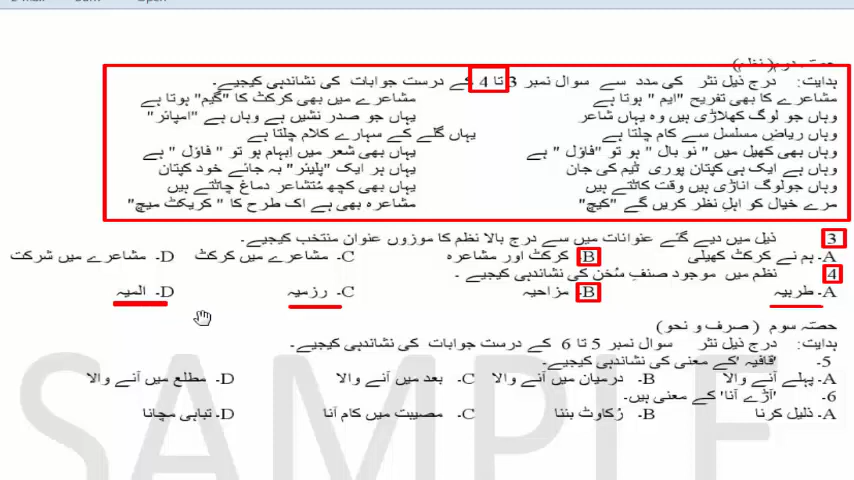 حصّہ دوم( نظم)
ہدایت: درج ذیل نثر کی مدد سے سوال نمبر 3 تا 4 کے درست جوابات کی نشاندہی کیجیے۔
مشاعرے کا بھی تفریح "ایم " ہوتا ہے مشاعرے میں بھی کرکٹ کا "گیم" ہوتا ہے
وہاں جو لوگ کھلاڑی ہیں وہ یہاں شاعر یہاں جو صدر نشیں ہے وہاں ہے "امپائر"
وہاں ریاضِ مسلسل سے کام چلتا ہے یہاں گلے کے سہارے کلام چلتا ہے
وہاں بھی کھیل میں " نو بال " ہو تو "فاؤل " ہے یہاں بھی شعر میں اِبہام ہو تو " فاؤل " ہے
وہاں ہے ایک ہی کپتان پوری ٹیم کی جان یہاں ہر ایک "پلیئر" بہ جائے خود کپتان
وہاں جولوگ اناڑی ہیں وقت کاٹتے ہیں یہاں بھی کچھ مُتشاعر دماغ چاٹتے ہیں
مرے خیال کو اہلِ نظر کریں گے "کیچ" مشاعرہ بھی ہے اک طرح کا " کریکٹ میچ"
3 ذیل میں دیے گئے عنوانات میں سے درج بالا نظم کا موزوں عنوان منتخب کیجیے۔
A۔ ہم نے کرکٹ کھیلی B۔ کرکٹ اور مشاعرہ C۔ مشاعرے میں کرکٹ D۔ مشاعرے میں شرکت
4 نظم میں موجود صنفِ سُخن کی نشاندہی کیجیے ۔
A۔ طربیہ B۔ مزاحیہ C۔ رزمیہ D۔ المیہ
حصّہ سوم ( صرف و نحو)
ہدایت: درج ذیل نثر سوال نمبر 5 تا 6 کے درست جوابات کی نشاندہی کیجیے۔
5۔ 'قافیہ 'کے معنی کی نشاندہی کیجیے۔
A۔ پہلے آنے والا B۔ درمیان میں آنے والا C۔ بعد میں آنے والا D۔ مطلع میں آنے والا
6۔ 'آڑے آنا' کے معنی ہیں۔
A۔ ذلیل کرنا B۔ رُکاوٹ بننا C۔ مصیبت میں کام آنا D۔ تباہی مچانا
SAMPLE